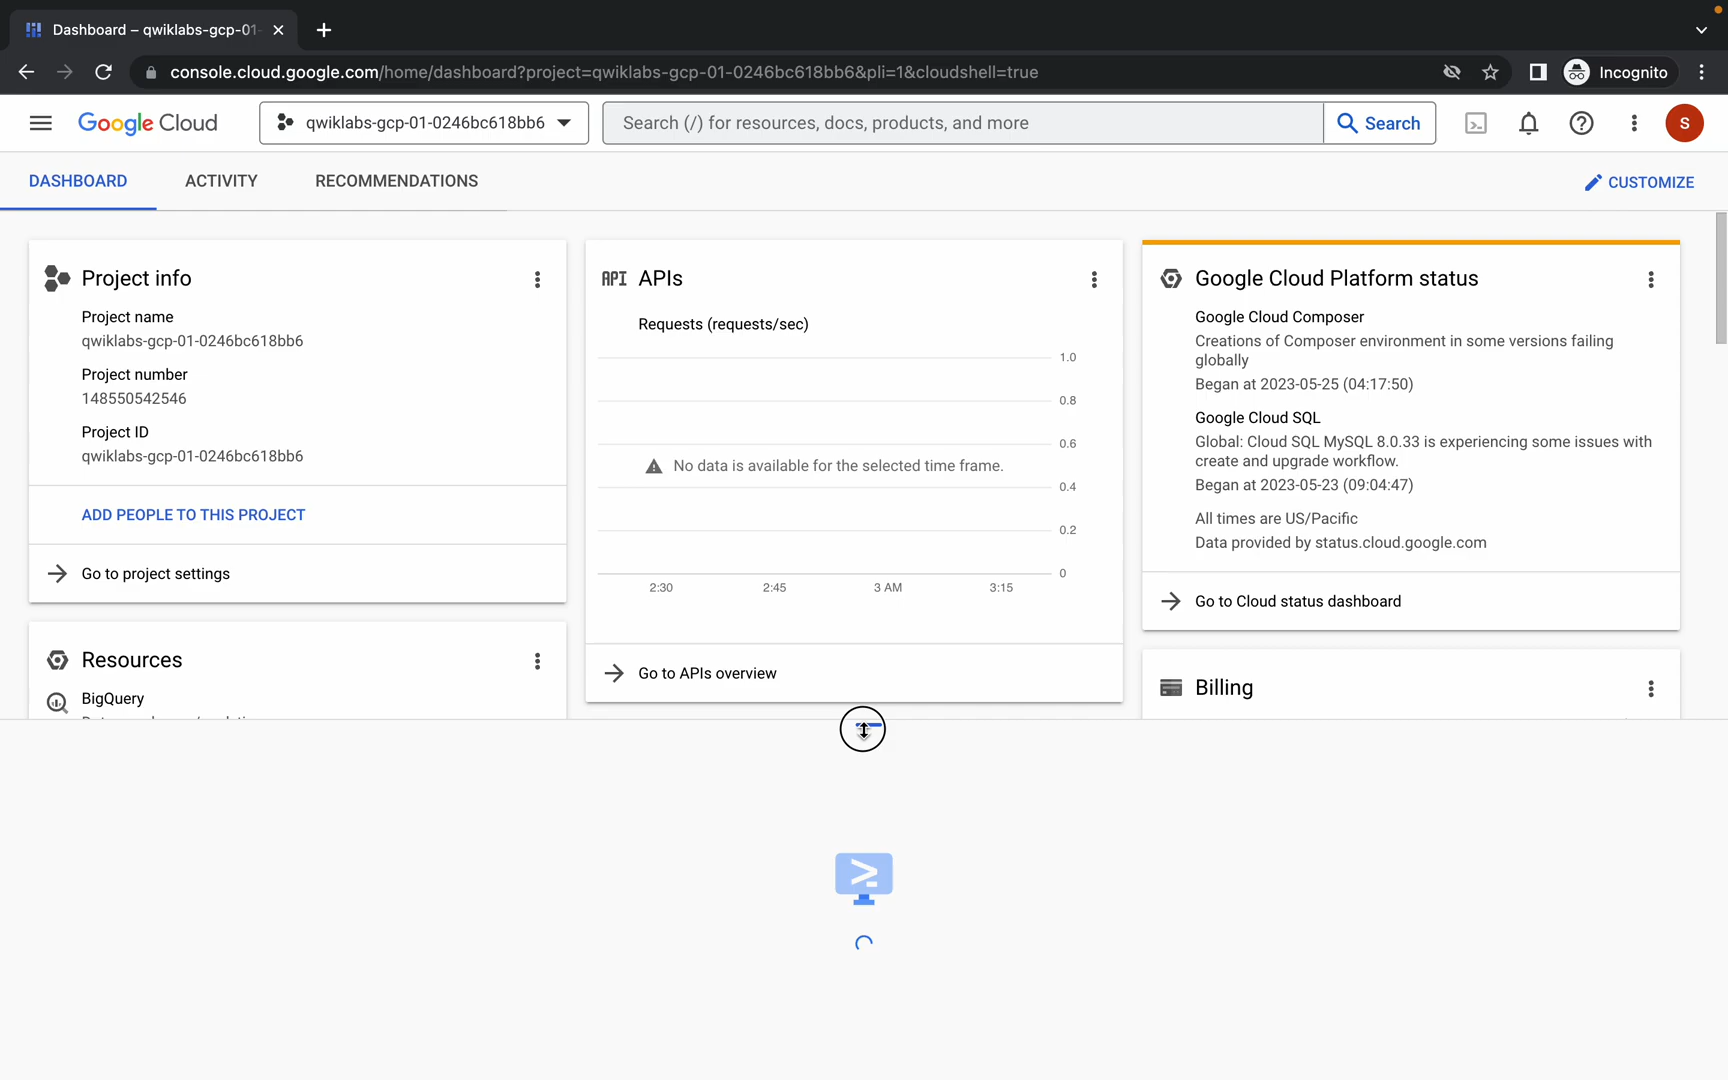 Dashboard – qwiklabs-gcp-01-
console.cloud.google.com/home/dashboard?project=qwiklabs-gcp-01-0246bc618bb6&pli=1&cloudshell=true
Incognito
Google Cloud
qwiklabs-gcp-01-0246bc618bb6
Search (/) for resources, docs, products, and more
Search
S
DASHBOARD
ACTIVITY
RECOMMENDATIONS
CUSTOMIZE
Project info
Project name
qwiklabs-gcp-01-0246bc618bb6
Project number
148550542546
Project ID
qwiklabs-gcp-01-0246bc618bb6
ADD PEOPLE TO THIS PROJECT
Go to project settings
Resources
BigQuery
API APIs
Requests (requests/sec)
1.0
0.8
0.6
No data is available for the selected time frame.
0.4
0.2
0
2:30
2:45
3 AM
3:15
Go to APIs overview
Google Cloud Platform status
Google Cloud Composer
Creations of Composer environment in some versions failing
globally
Began at 2023-05-25 (04:17:50)
Google Cloud SQL
Global: Cloud SQL MySQL 8.0.33 is experiencing some issues with
create and upgrade workflow.
Began at 2023-05-23 (09:04:47)
All times are US/Pacific
Data provided by status.cloud.google.com
Go to Cloud status dashboard
Billing